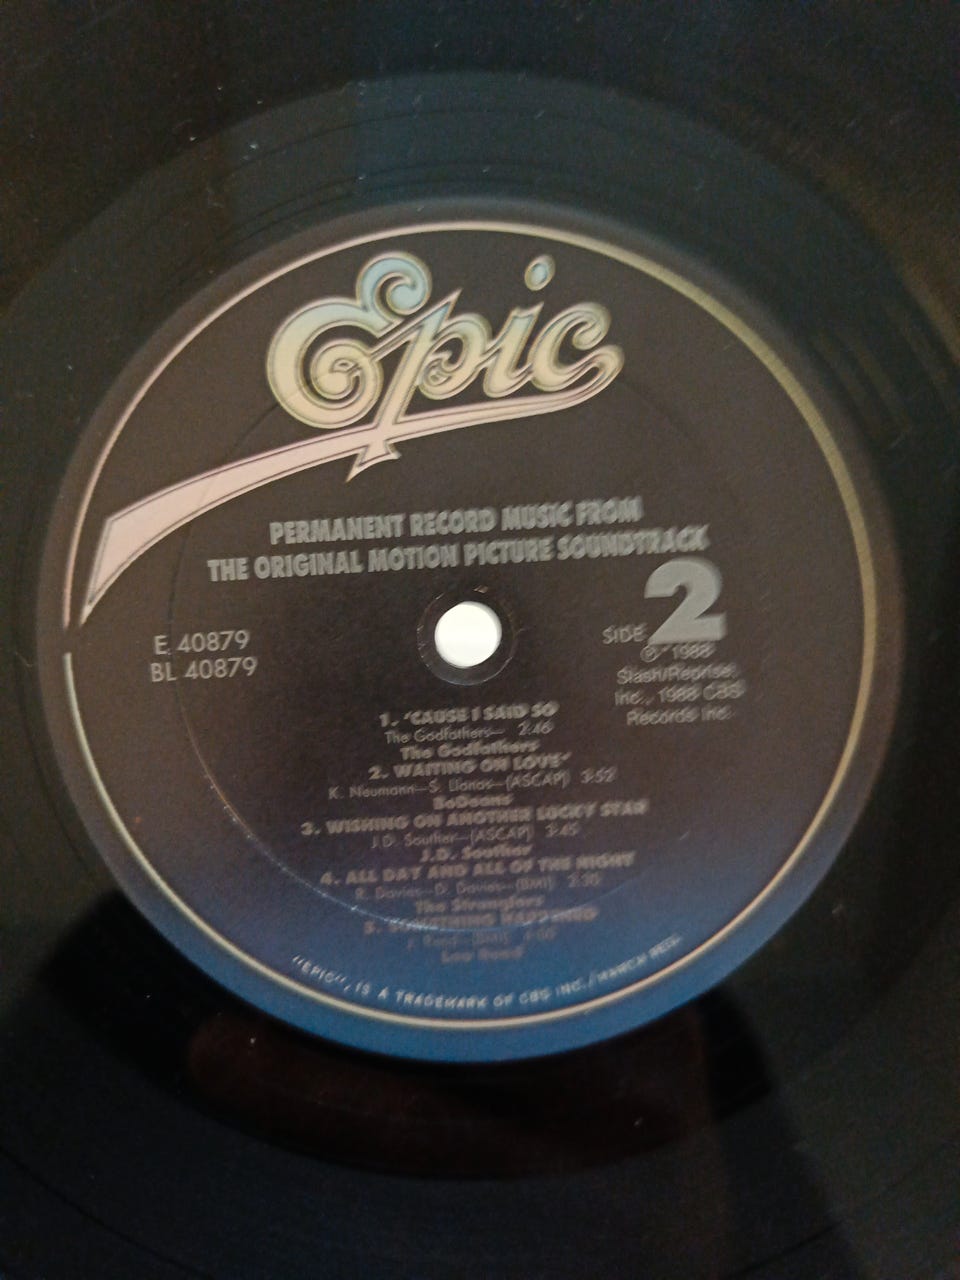 Epic
PERMANENT RECORD MUSIC FROM
THE ORIGINAL MOTION PICTURE SOUNDTRACK
SIDE 2
E 40879
BL 40879
℗ 1988
Slash/Reprise,
Inc., 1988 CBS
Records Inc.
1. 'CAUSE I SAID SO
The Godfathers— 2:46
The Godfathers
2. WAITING ON LOVE*
K. Neumann—S. Llanas—(ASCAP) 3:52
BoDeans
3. WISHING ON ANOTHER LUCKY STAR
J.D. Souther—(ASCAP) 3:45
J.D. Souther
4. ALL DAY AND ALL OF THE NIGHT
R. Davies—D. Davies—(BMI) 2:30
The Stranglers
5. SOMETHING HAPPENED
(BMI)
Lou Reed
"EPIC", IS A TRADEMARK OF CBS INC./MARCA REG.